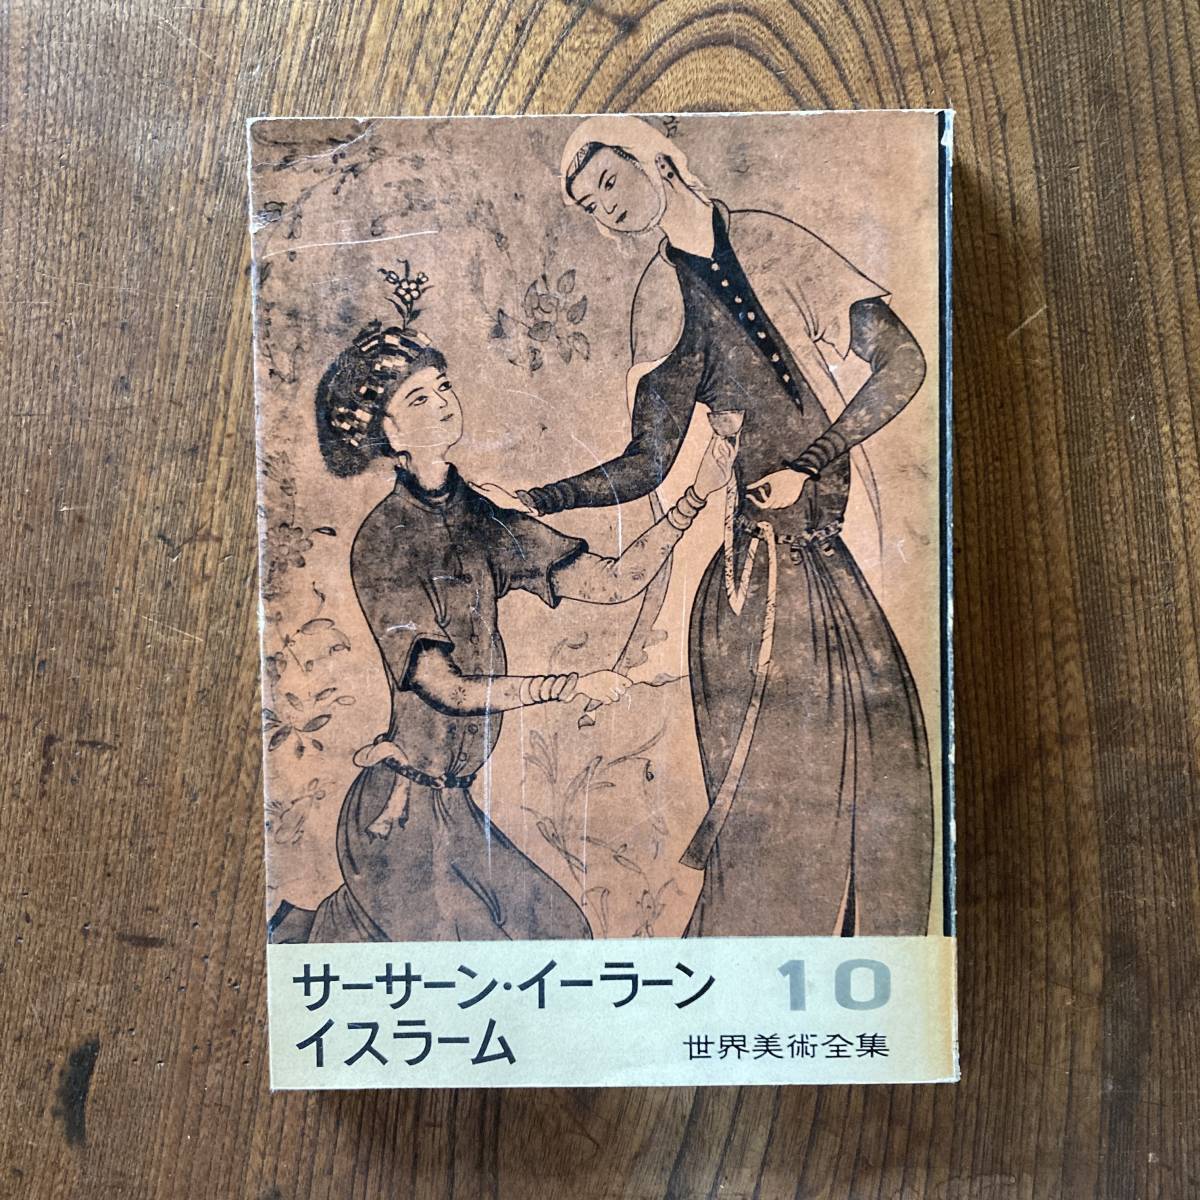 サーサーン・イーラーン
イスラーム
10
世界美術全集